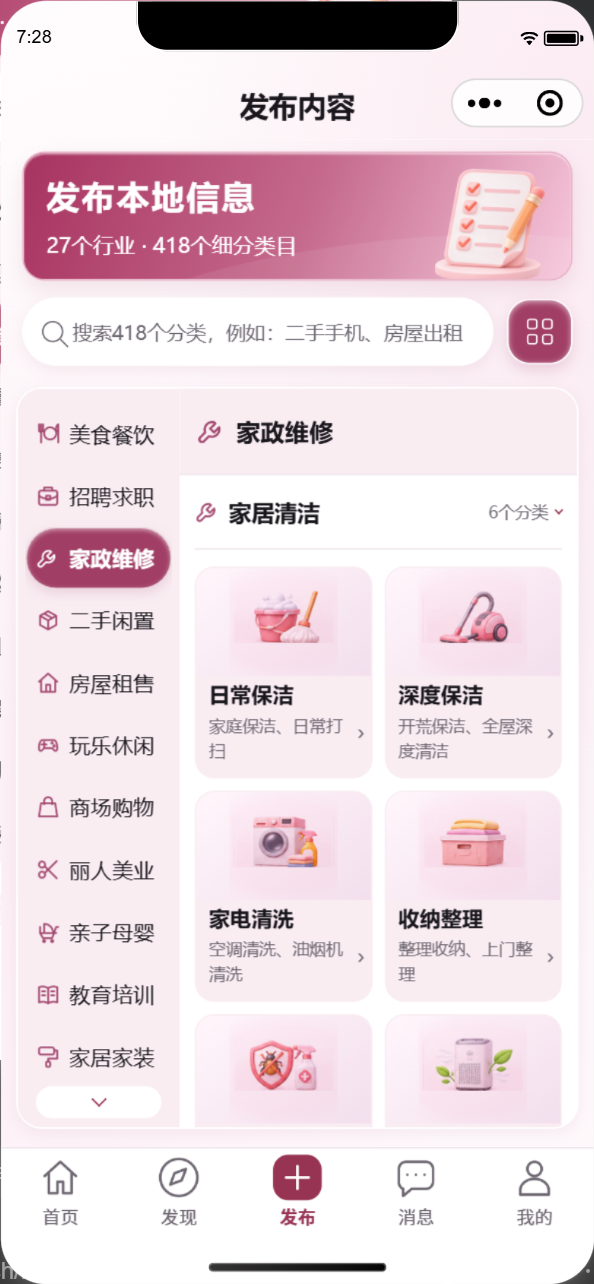 7:28
发布内容
发布本地信息
27个行业 · 418个细分类目
搜索418个分类，例如：二手手机、房屋出租
美食餐饮
招聘求职
家政维修
二手闲置
房屋租售
玩乐休闲
商场购物
丽人美业
亲子母婴
教育培训
家居家装
家政维修
家居清洁
6个分类
日常保洁
家庭保洁、日常打
扫
深度保洁
开荒保洁、全屋深
度清洁
家电清洗
空调清洗、油烟机
清洗
收纳整理
整理收纳、上门整
理
首页
发现
发布
消息
我的